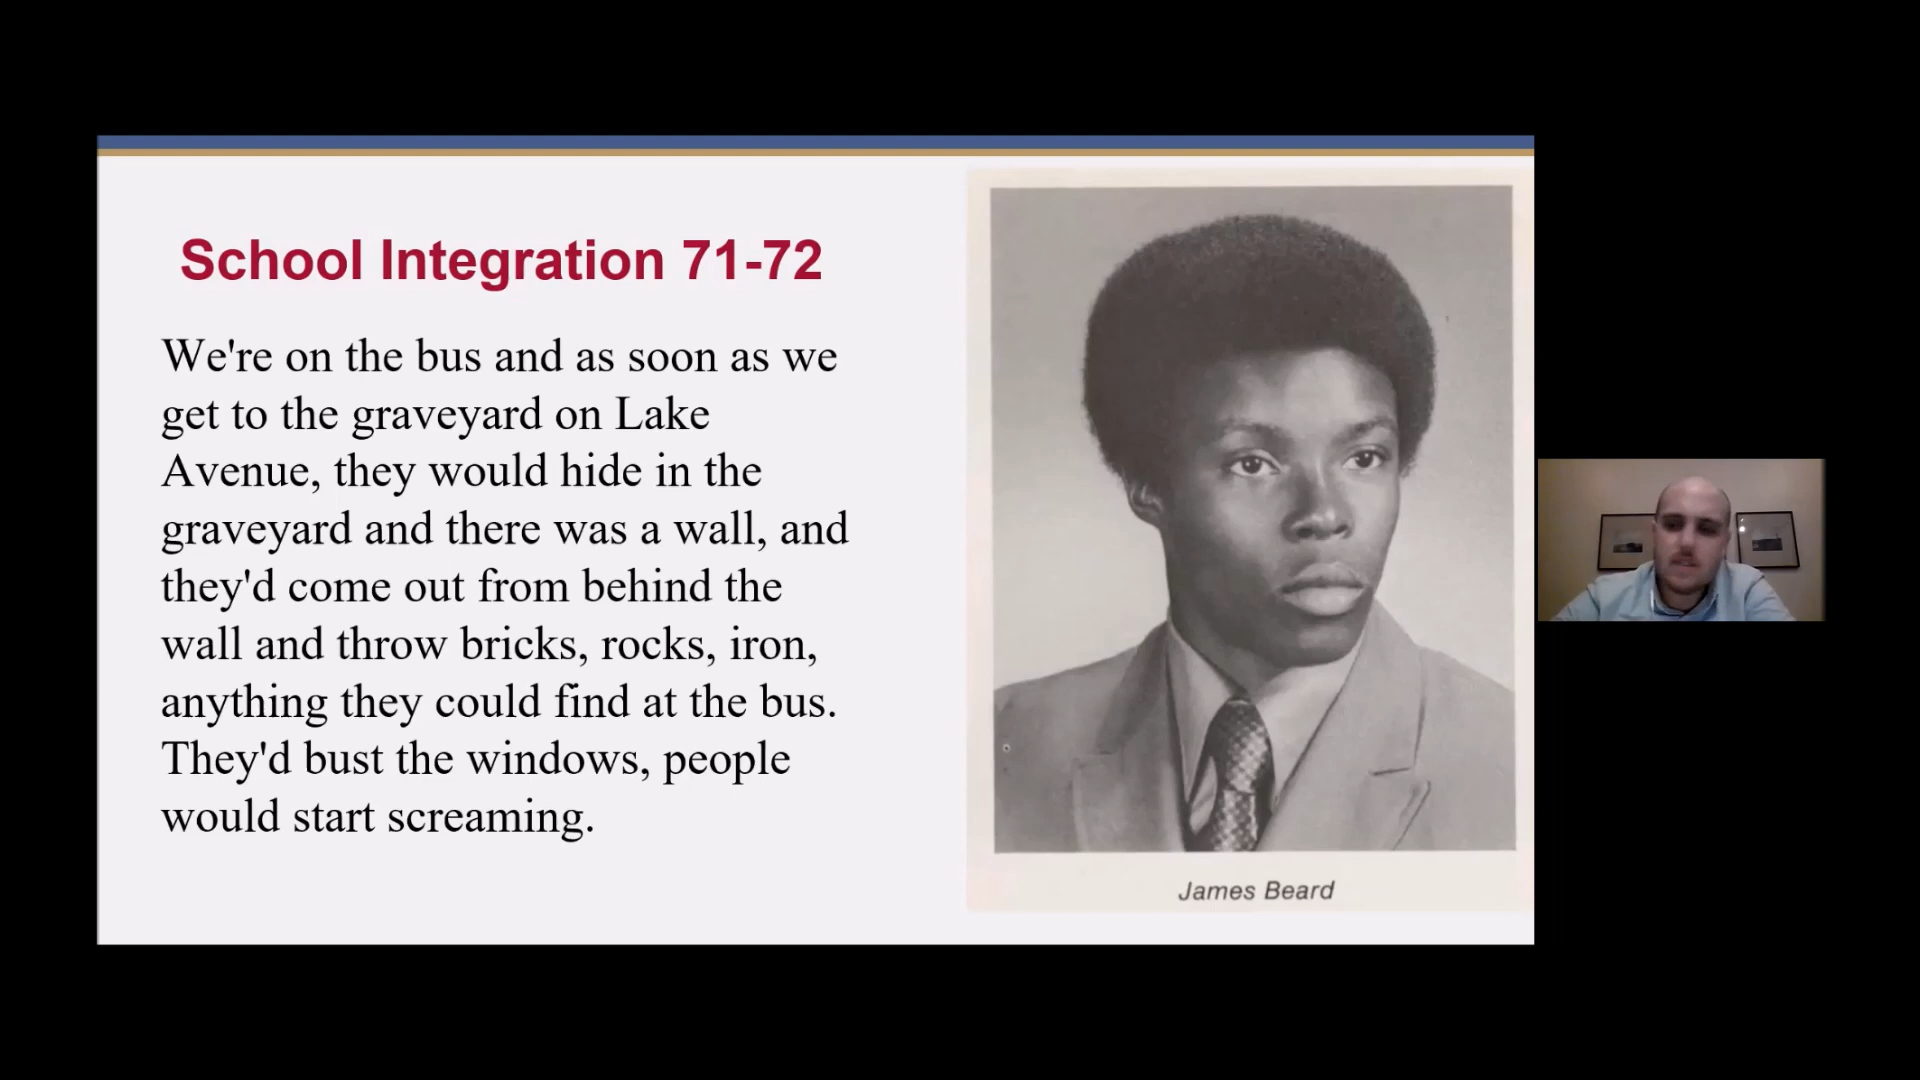 School Integration 71-72
We're on the bus and as soon as we
get to the graveyard on Lake
Avenue, they would hide in the
graveyard and there was a wall, and
they'd come out from behind the
wall and throw bricks, rocks, iron,
anything they could find at the bus.
They'd bust the windows, people
would start screaming.
James Beard